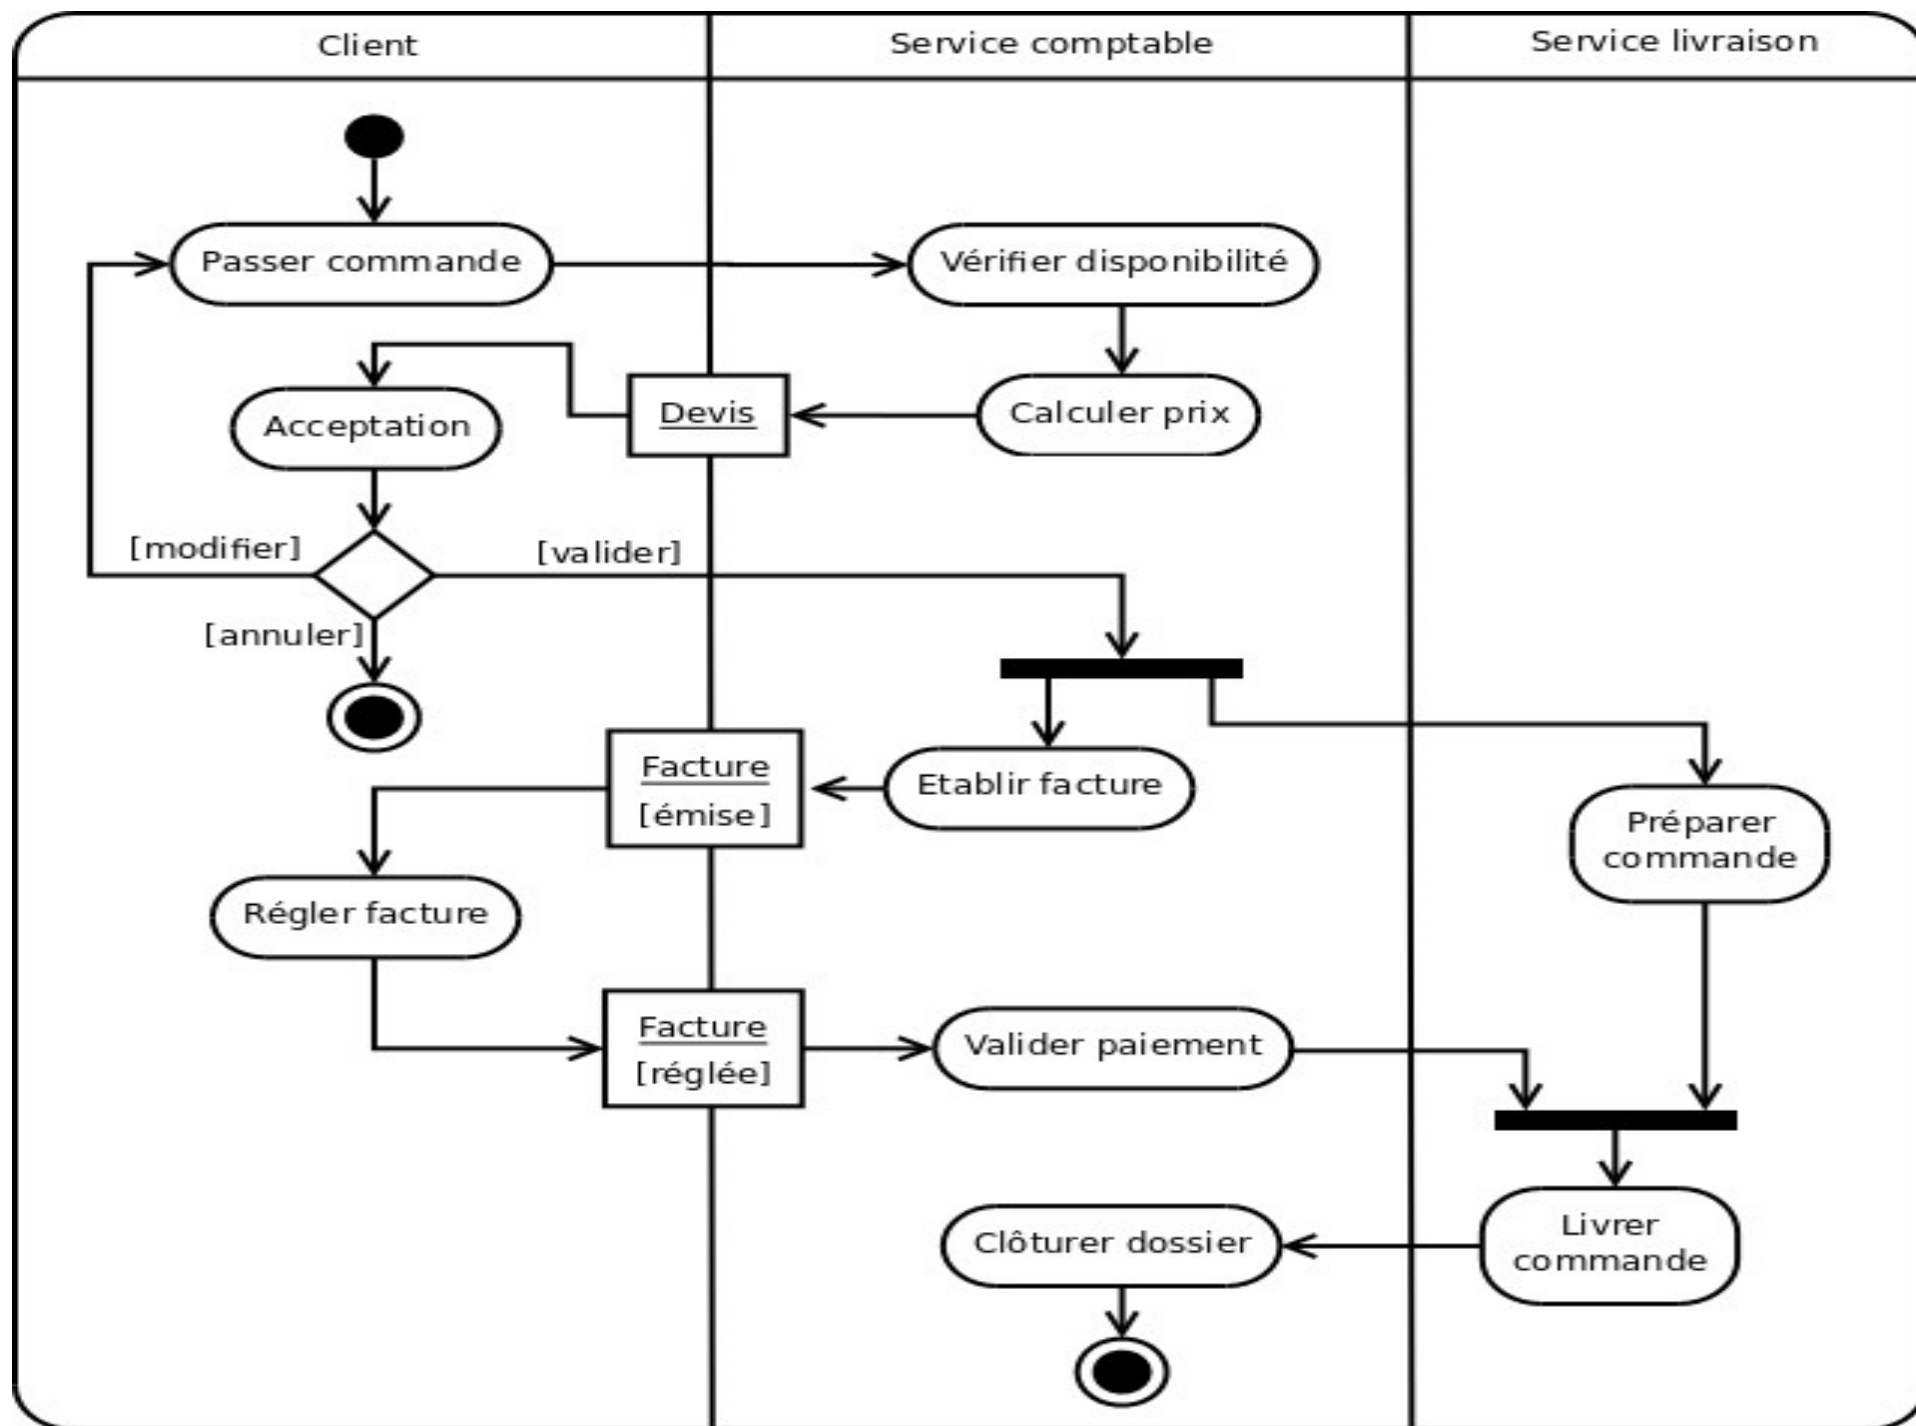 Client
Service comptable
Service livraison
Passer commande
Vérifier disponibilité
Acceptation
Devis
Calculer prix
[modifier]
[valider]
[annuler]
Facture
[émise]
Etablir facture
Préparer
commande
Régler facture
Facture
[réglée]
Valider paiement
Clôturer dossier
Livrer
commande